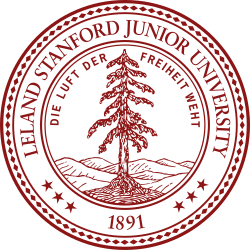 LELAND STANFORD JUNIOR UNIVERSITY
DIE LUFT DER FREIHEIT WEHT
1891